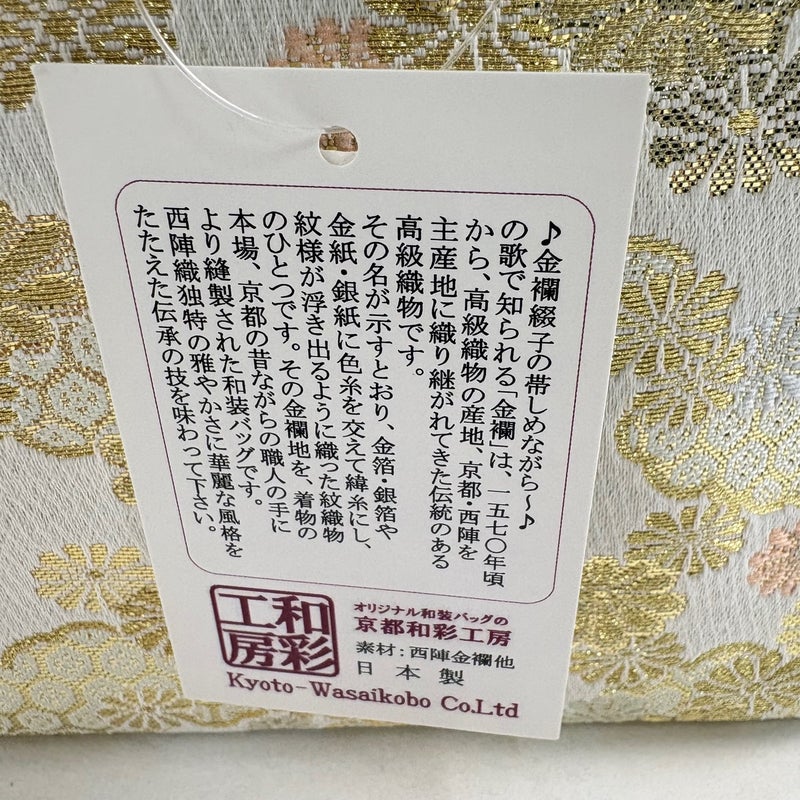 ♪金襴綴子の帯しめながら～♪
の歌で知られる「金襴」は、一五七〇年頃
から、高級織物の産地、京都・西陣を
主産地に織り継がれてきた伝統のある
高級織物です。
その名が示すとおり、金箔・銀箔や
金紙・銀紙に色糸を交えて緯糸にし、
紋様が浮き出るように織った紋織物
のひとつです。その金襴地を、着物の
本場、京都の昔ながらの職人の手に
より縫製された和装バッグです。
西陣織独特の雅やかさに華麗な風格を
たたえた伝承の技を味わって下さい。
和彩
工房
オリジナル和装バッグの
京都和彩工房
素材:西陣金襴他
日本製
Kyoto-Wasaikobo Co.Ltd